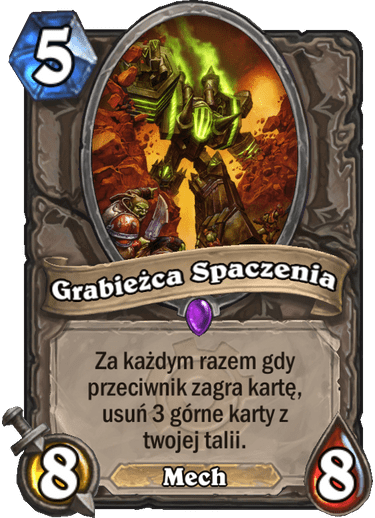 5
Grabieżca Spaczenia
Za każdym razem gdy
przeciwnik zagra kartę,
usuń 3 górne karty z
twojej talii.
8
Mech
8